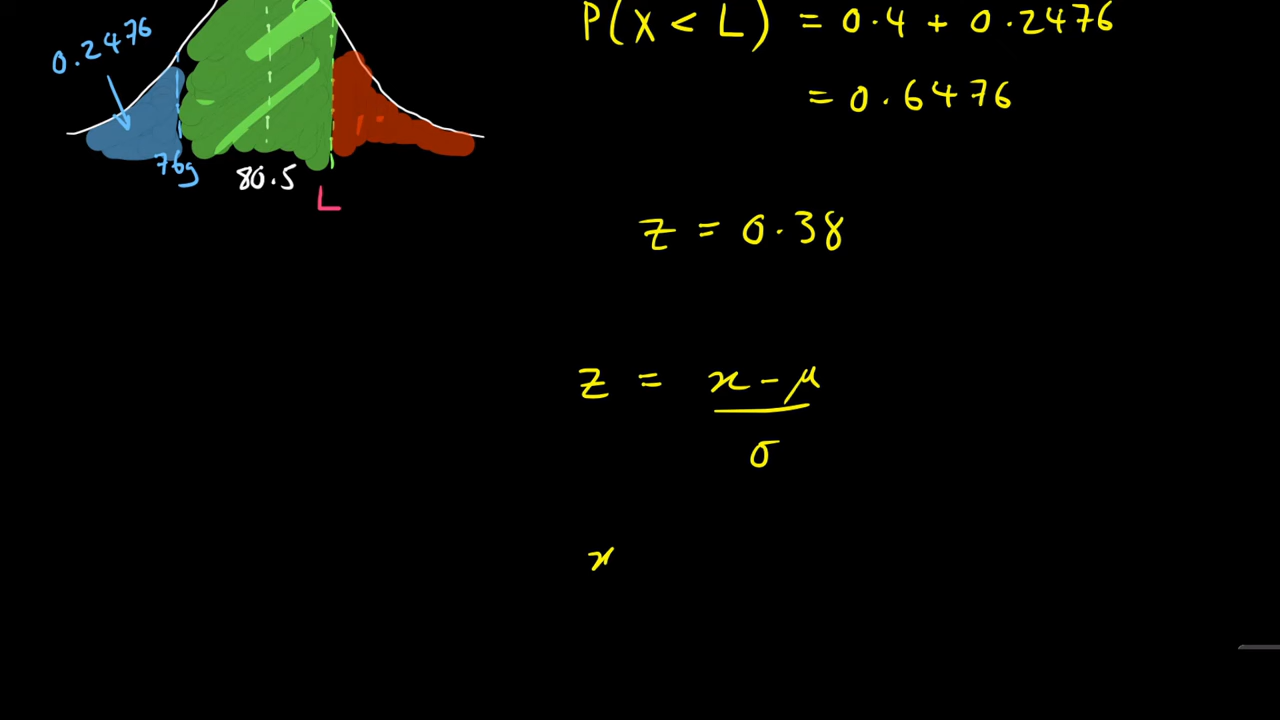 0.2476
76g
80.5
L
P(X < L) = 0.4 + 0.2476
= 0.6476
z = 0.38
z = x - μ
σ
x